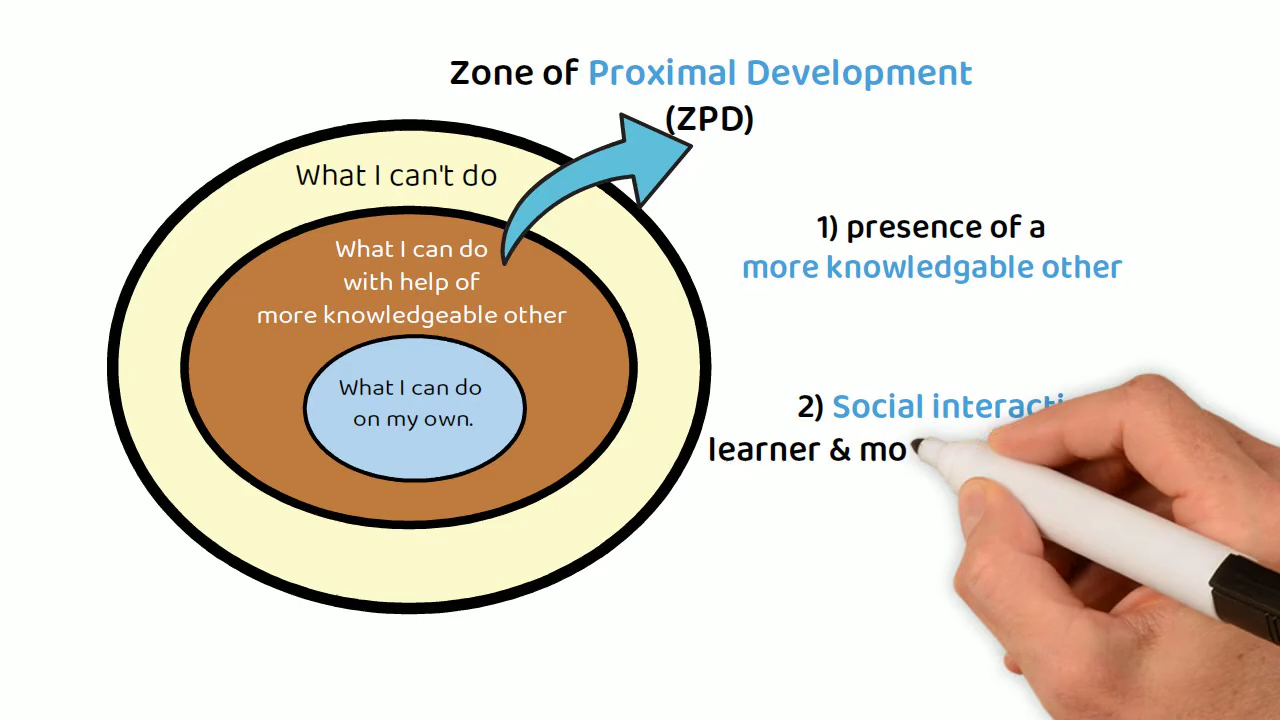 Zone of Proximal Development
(ZPD)
What I can't do
What I can do
with help of
more knowledgeable other
What I can do
on my own.
1) presence of a
more knowledgable other
2) Social
learner &